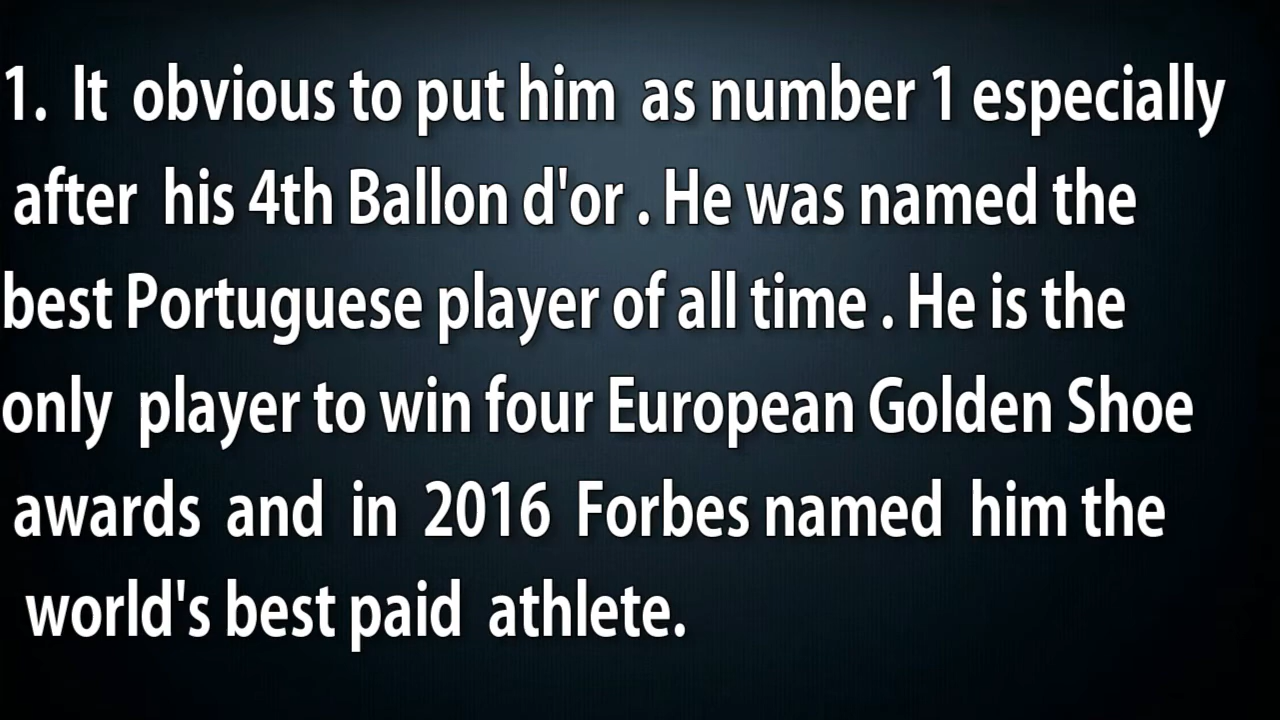 1. It obvious to put him as number 1 especially
after his 4th Ballon d'or . He was named the
best Portuguese player of all time . He is the
only player to win four European Golden Shoe
awards and in 2016 Forbes named him the
world's best paid athlete.